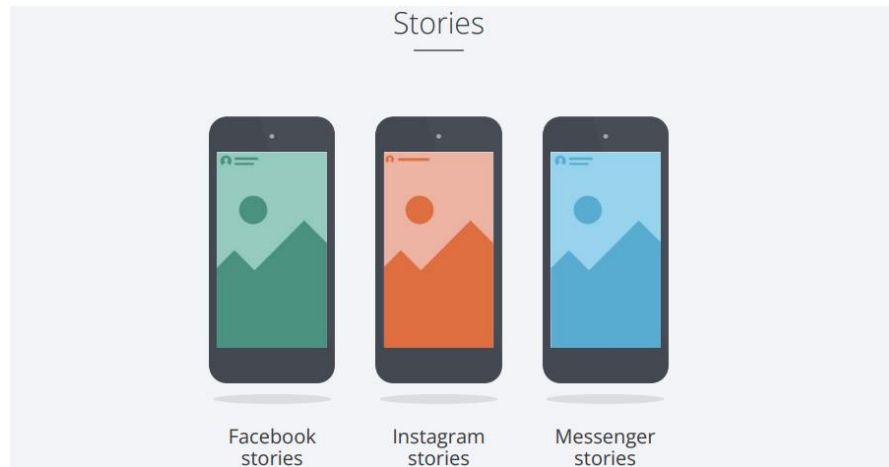 Stories
Facebook
stories
Instagram
stories
Messenger
stories